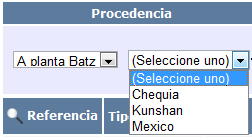 Procedencia
A planta Batz (Seleccione uno)
(Seleccione uno)
Chequia
Kunshan
Mexico
Referencia Tip